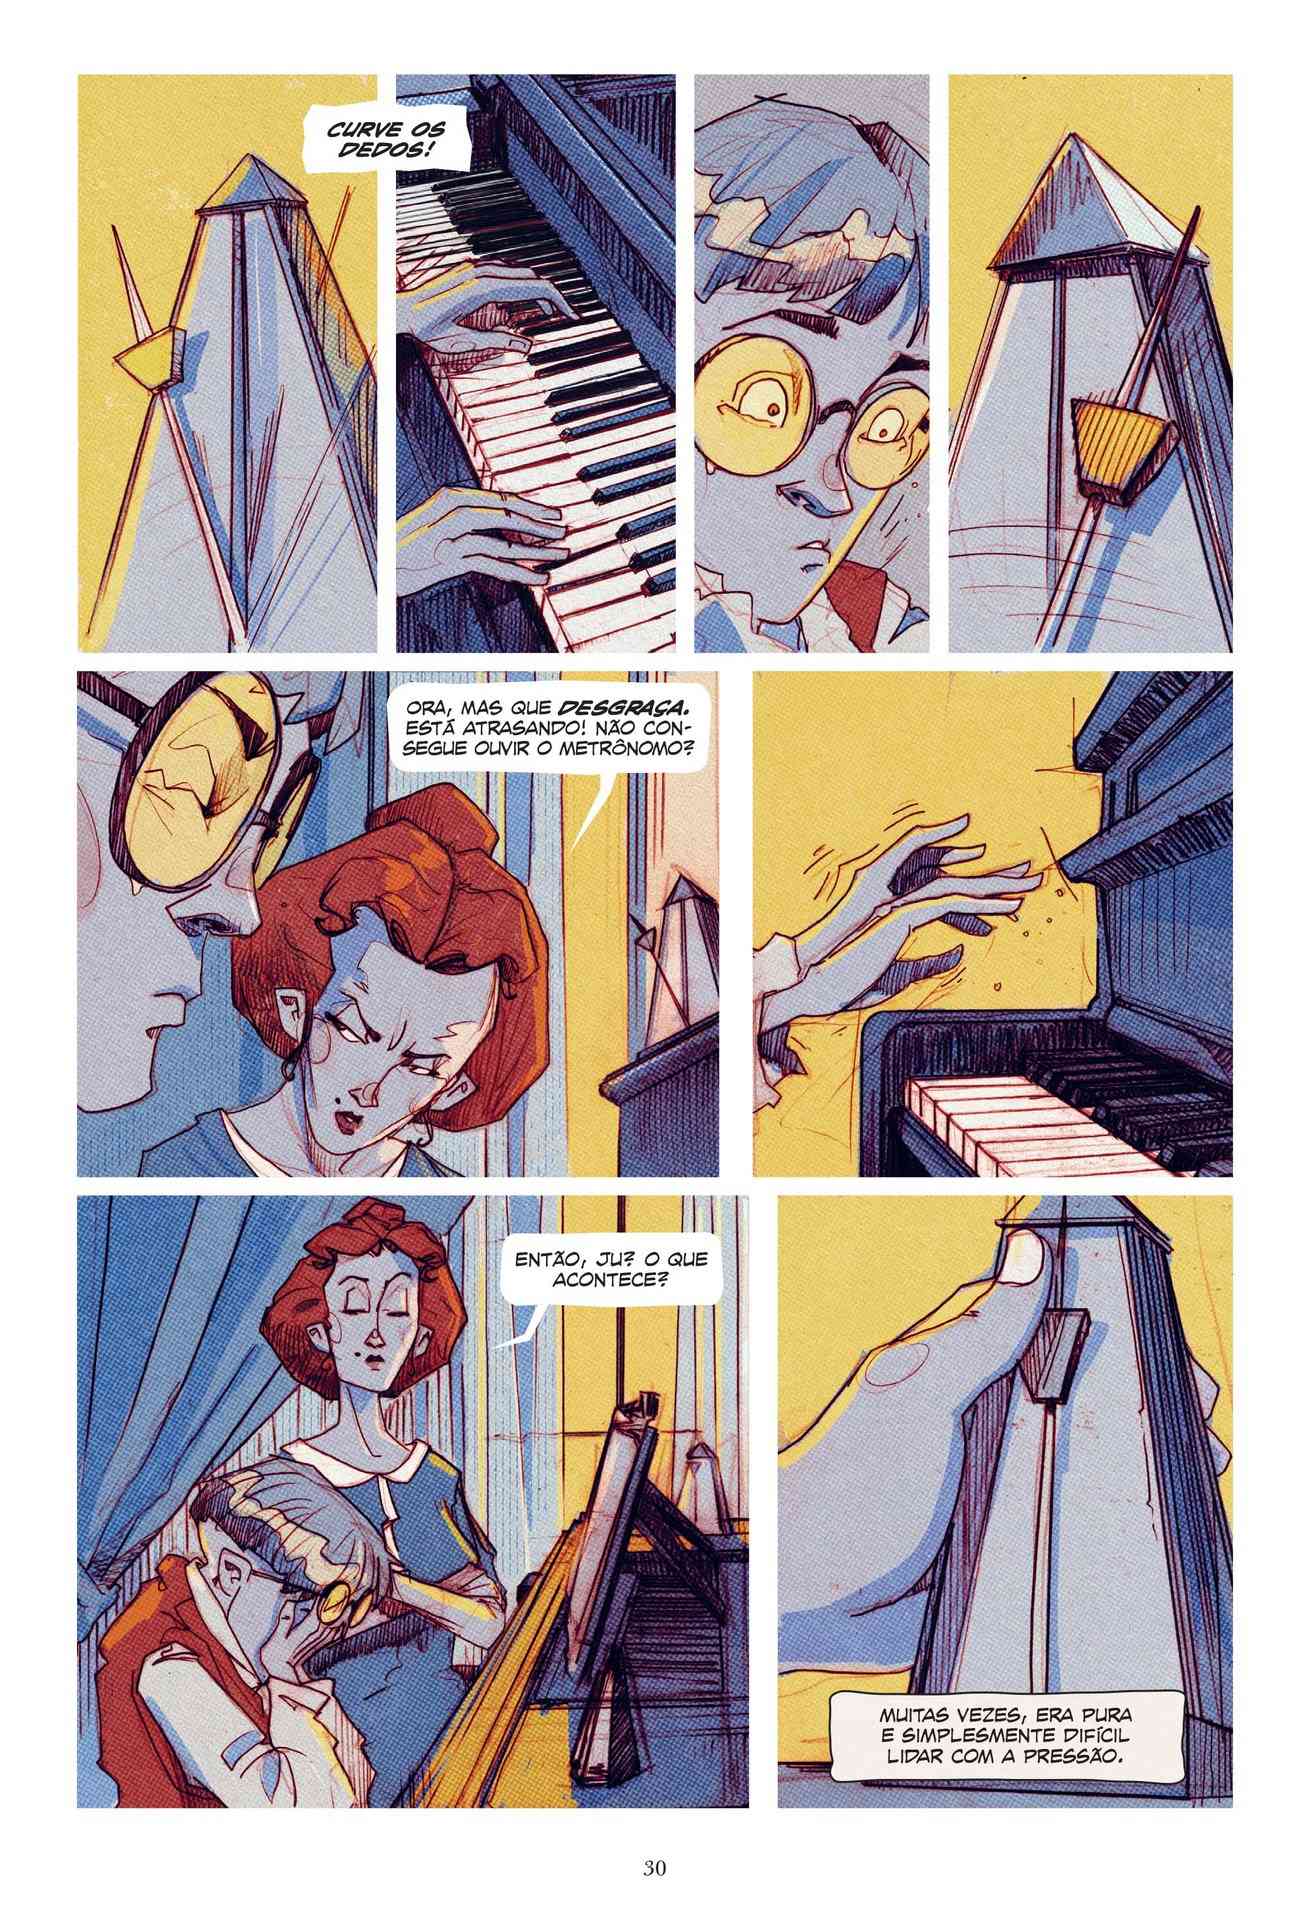 CURVE OS
DEDOS!
ORA, MAS QUE DESGRAÇA.
ESTÁ ATRASANDO! NÃO CON-
SEGUE OUVIR O METRÔNOMO?
ENTÃO, JU? O QUE
ACONTECE?
MUITAS VEZES, ERA PURA
E SIMPLESMENTE DIFÍCIL
LIDAR COM A PRESSÃO.
30